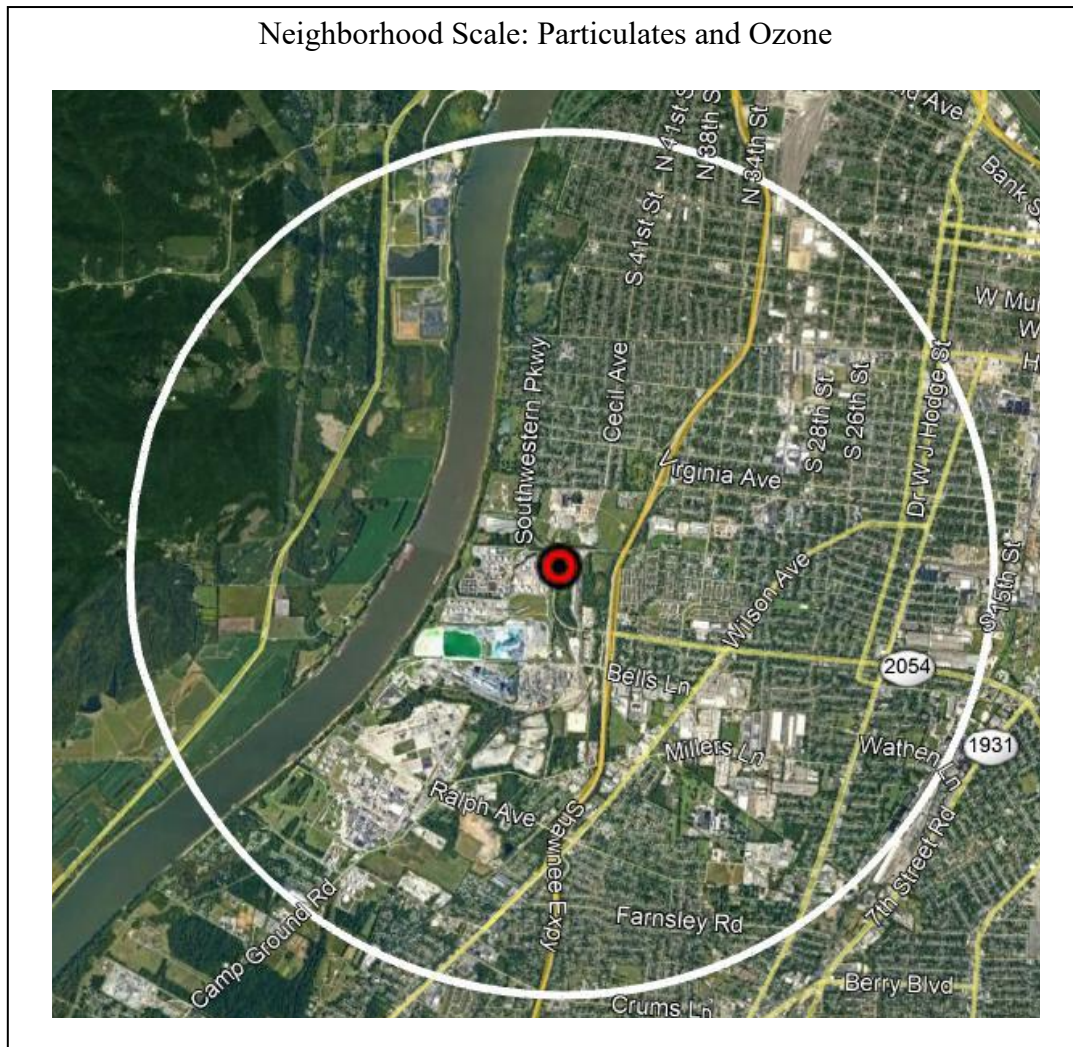 Neighborhood Scale: Particulates and Ozone
N 41st S
N 38th S
N 34th St
Ave
Bank S
S 41st St
W Mu
W
H
Southwestern Pkwy
Cecil Ave
S 28th St
S 26th St
Dr W J Hodge St
Virginia Ave
S 15th St
Wilson Ave
2054
Bells Ln
1931
Millers Ln
Wathen Ln
Ralph Ave
Shawnee Expy
7th Street Rd
Farnsley Rd
Camp Ground Rd
Berry Blvd
Crums Ln